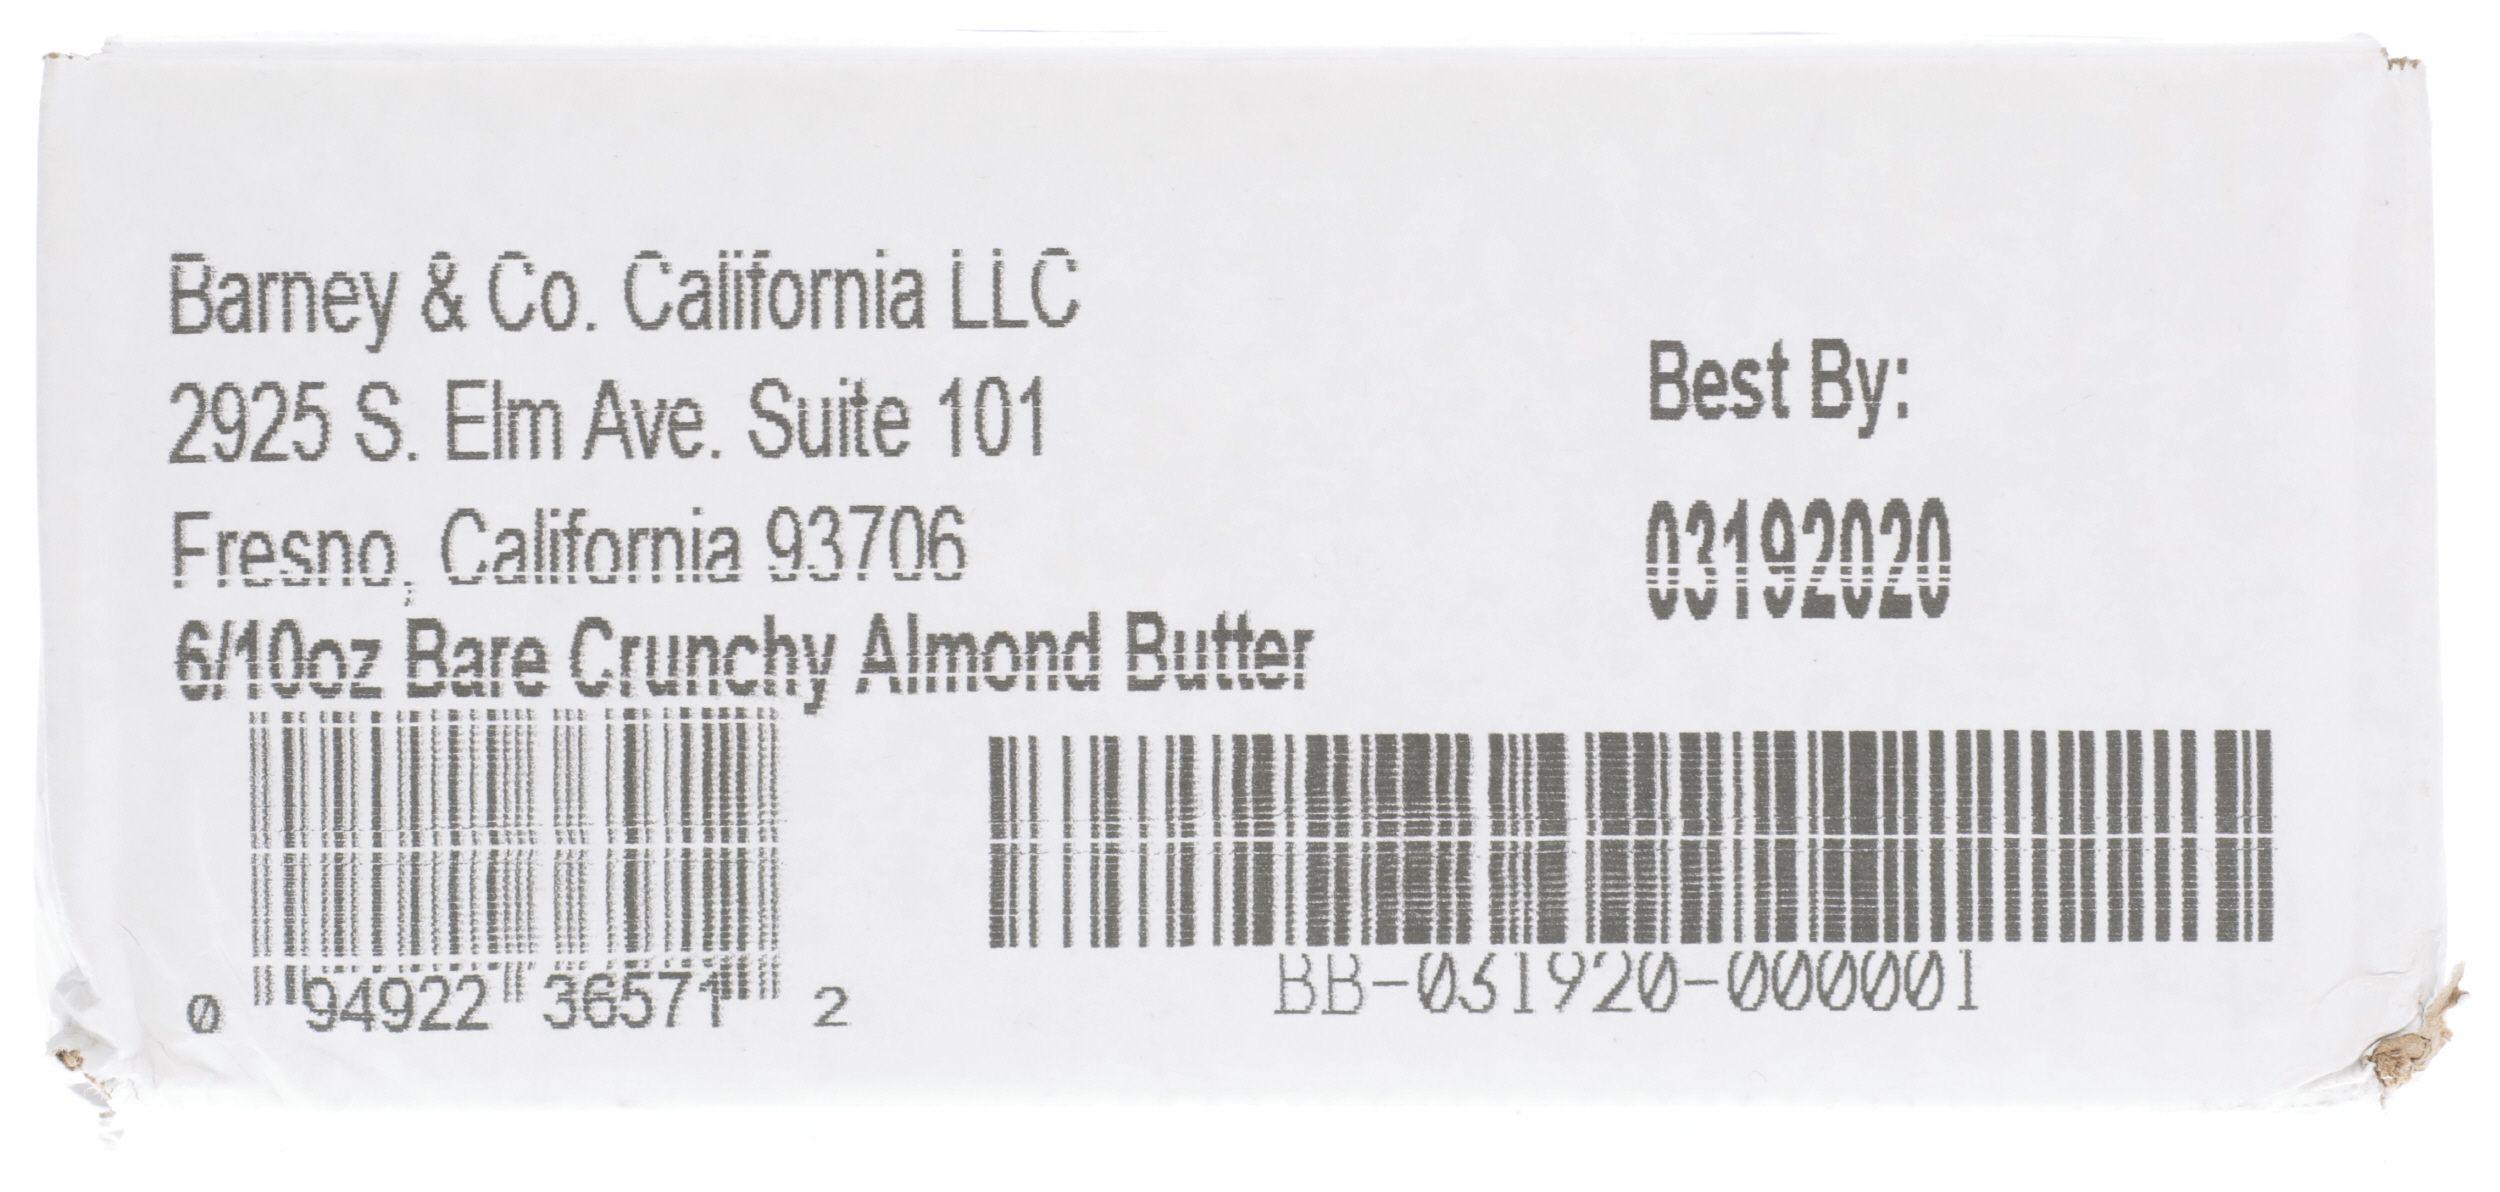 Barney & Co. California LLC
2925 S. Elm Ave. Suite 101
Fresno, California 93706
6/10oz Bare Crunchy Almond Butter
Best By:
03192020
0 94922 36571 2
BB-031920-000001